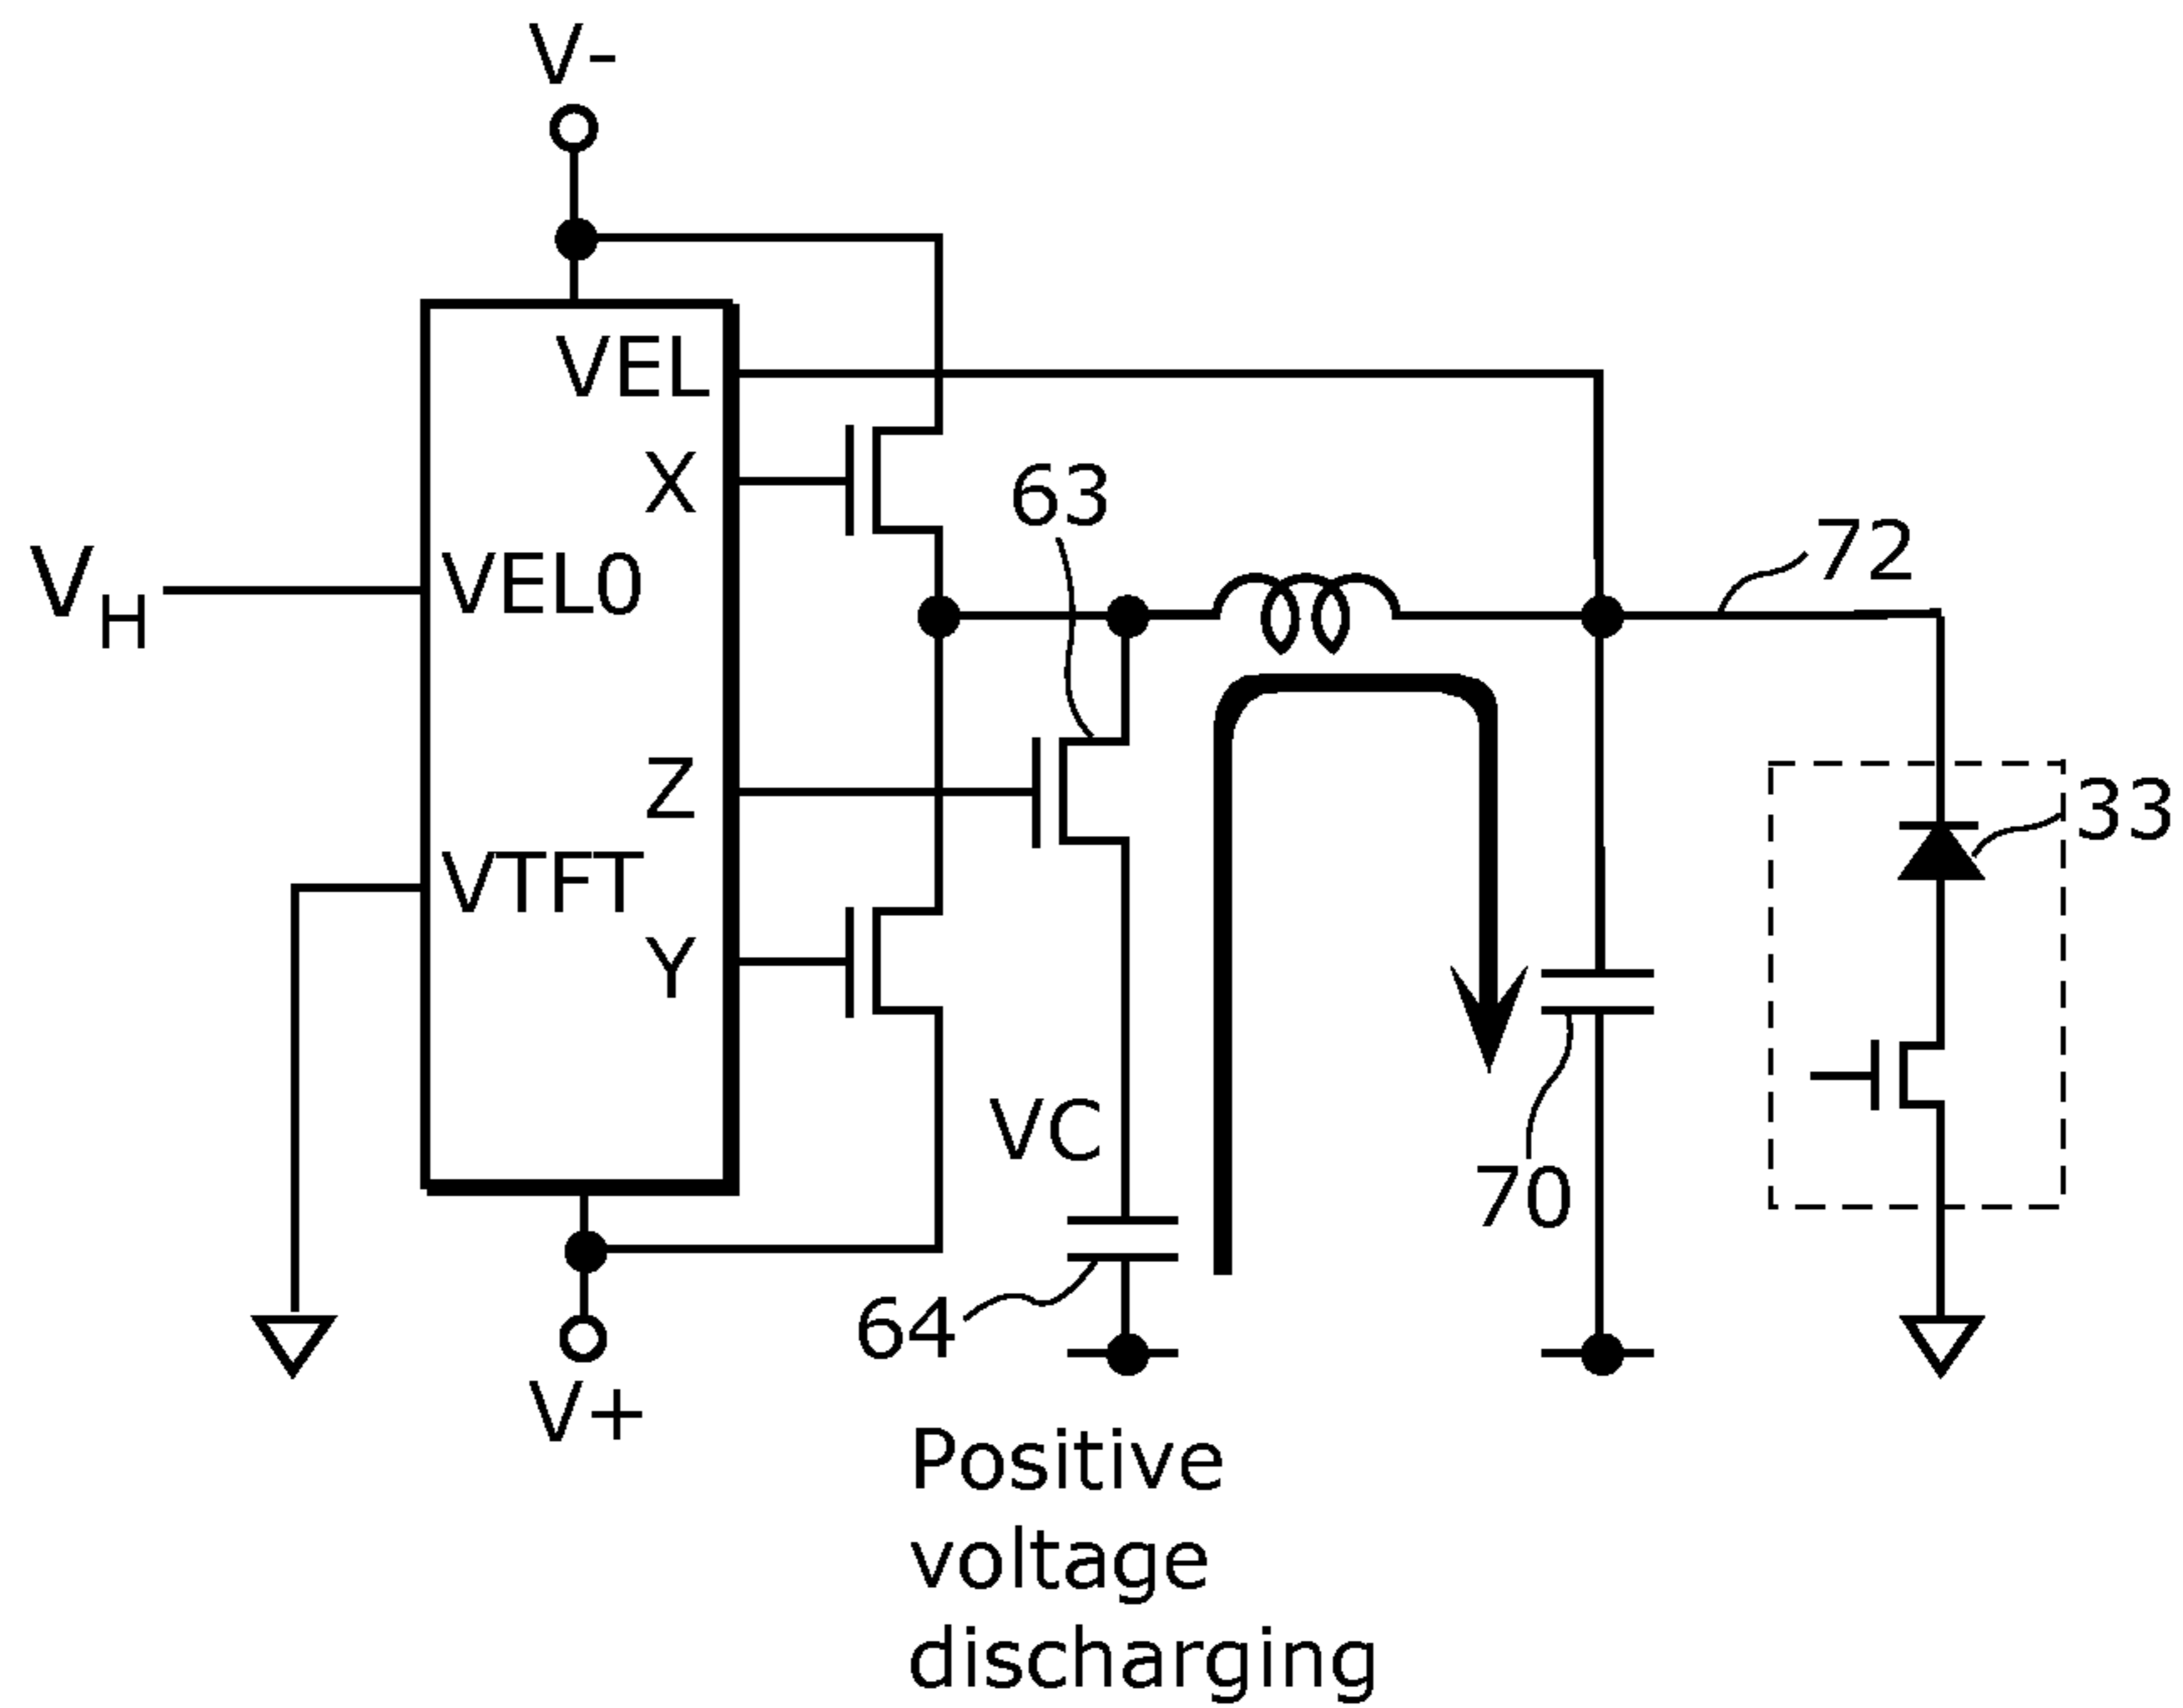 V-
VEL
X
63
72
VH
VEL0
Z
33
VTFT
Y
VC
70
64
V+
Positive
voltage
discharging